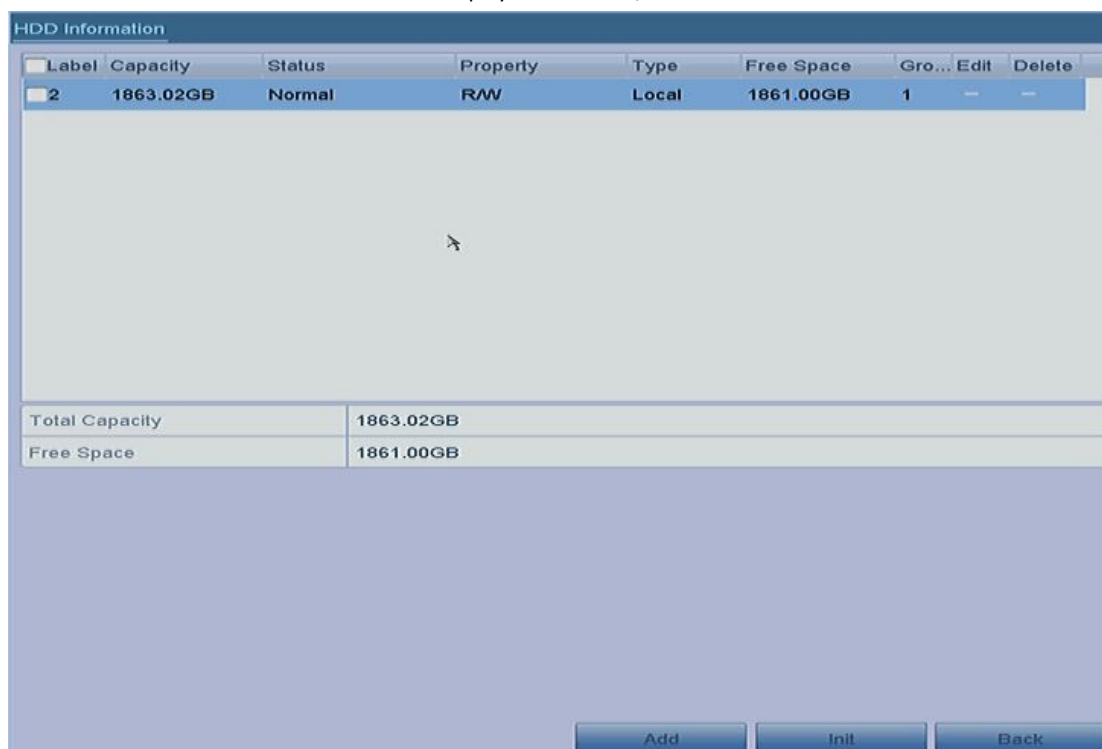 HDD Information
Label Capacity Status Property Type Free Space Gro... Edit Delete
2 1863.02GB Normal R/W Local 1861.00GB 1 — —
Total Capacity 1863.02GB
Free Space 1861.00GB
Add Init Back